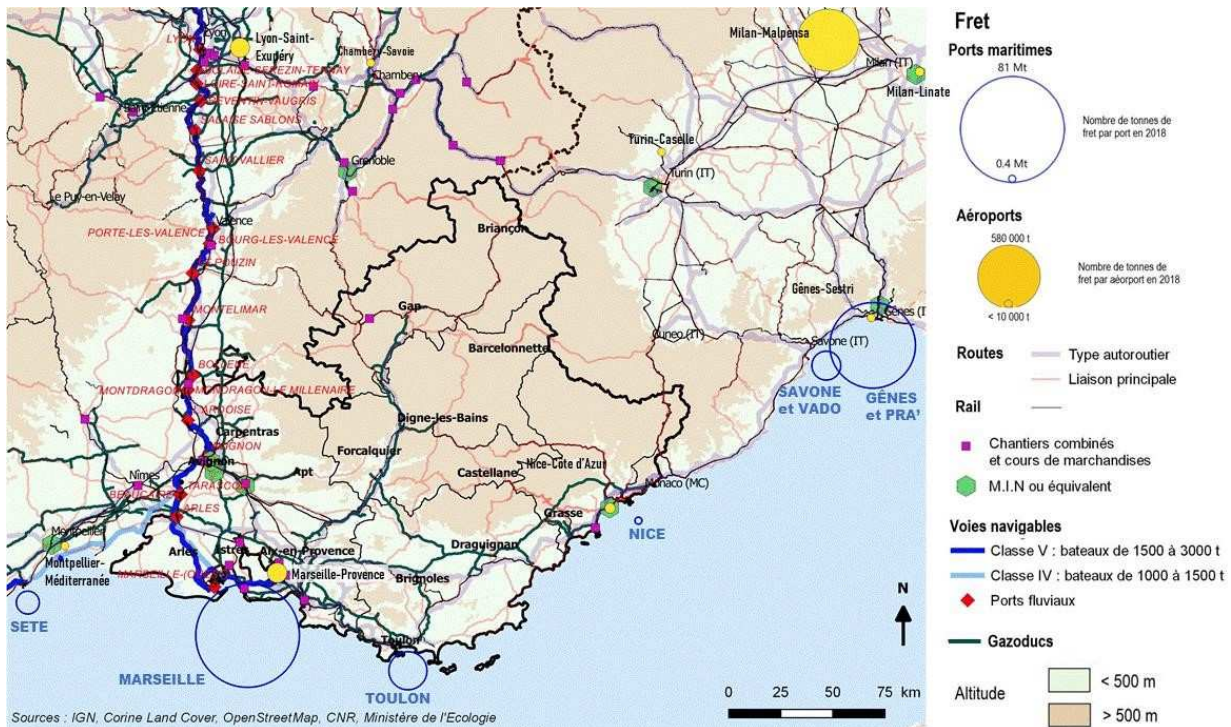 Lyon-Saint-
Exupéry
Chambéry-Savoie
Milan-Malpensa
Milan (IT)
Milan-Linate
Lyon
SALAISE SABLONS
Turin-Caselle
Grenoble
Turin (IT)
Le Puy-en-Velay
Valence
PORTE-LES-VALENCE
BOURG-LES-VALENCE
Briançon
MONTELIMAR
Gap
Gênes-Sestri
Cuneo (IT)
Savone (IT)
Barcelonnette
SAVONE
et VADO
GÊNES
et PRA'
Digne-les-Bains
Carpentras
Forcalquier
Avignon
Apt
Castellane
Nice-Côte d'Azur
Nîmes
Monaco (MC)
TARASCON
ARLES
Grasse
NICE
Montpellier
Draguignan
Arles
Aix-en-Provence
Montpellier-
Méditerranée
Marseille-Provence
Brignoles
SETE
Toulon
MARSEILLE
TOULON
N
0 25 50 75 km
Sources : IGN, Corine Land Cover, OpenStreetMap, CNR, Ministère de l'Ecologie
Fret
Ports maritimes
81 Mt
Nombre de tonnes de
fret par port en 2018
0.4 Mt
Aéroports
580 000 t
Nombre de tonnes de
fret par aéorport en 2018
< 10 000 t
Routes
Type autoroutier
Liaison principale
Rail
Chantiers combinés
et cours de marchandises
M.I.N ou équivalent
Voies navigables
Classe V : bateaux de 1500 à 3000 t
Classe IV : bateaux de 1000 à 1500 t
Ports fluviaux
Gazoducs
Altitude
< 500 m
> 500 m